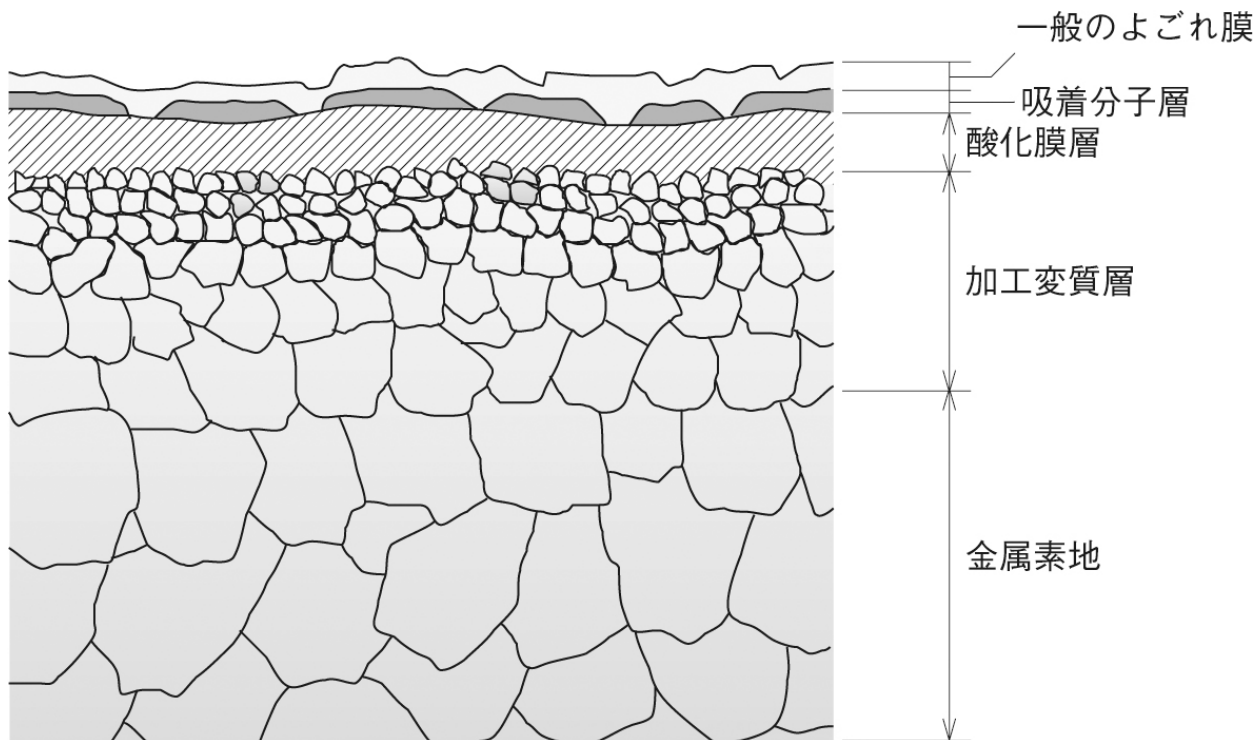 一般のよごれ膜
吸着分子層
酸化膜層
加工変質層
金属素地